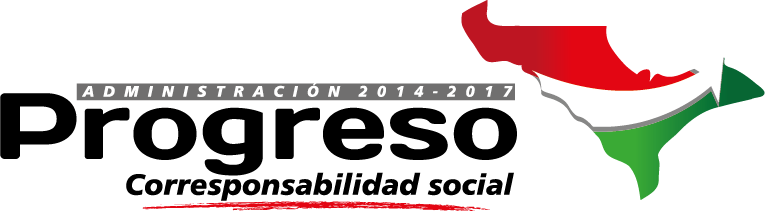 ADMINISTRACIÓN 2014-2017
Progreso
Corresponsabilidad social